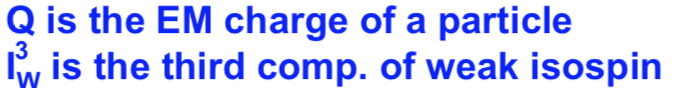 Q is the EM charge of a particle
I³W is the third comp. of weak isospin